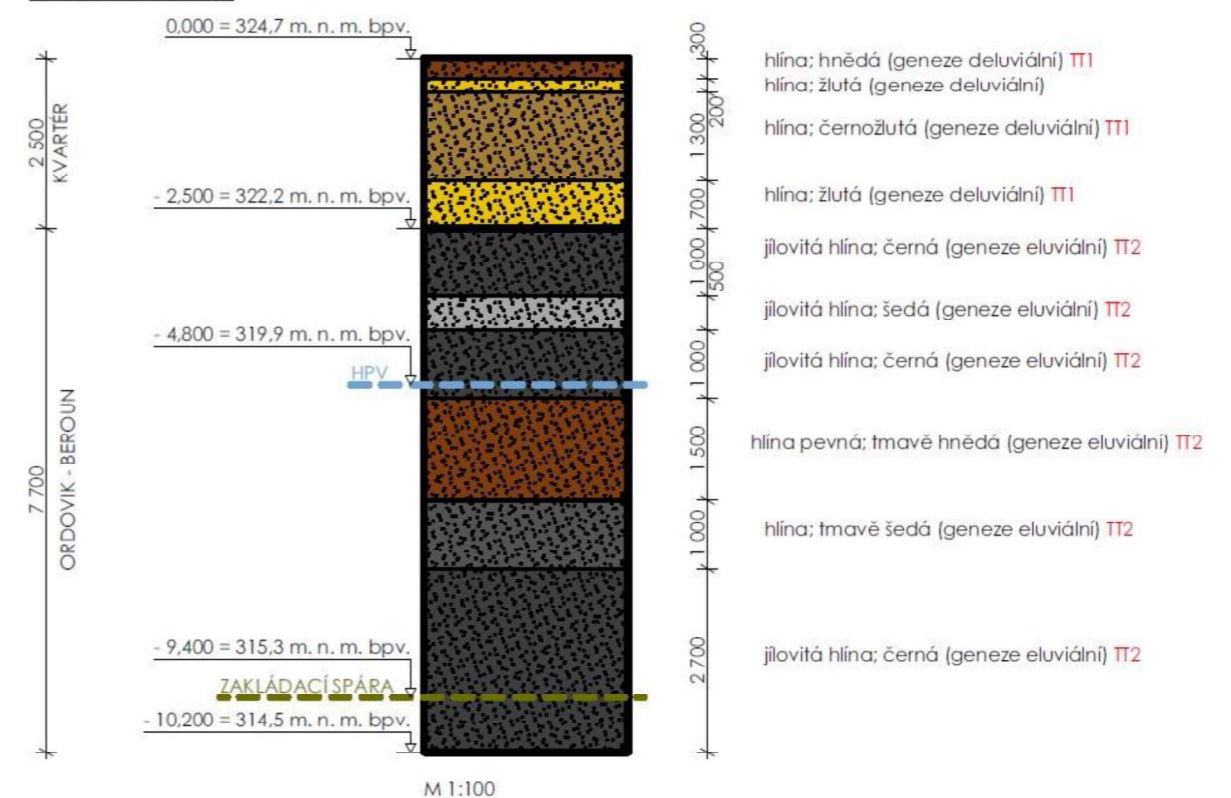 0,000 = 324,7 m. n. m. bpv.
300
hlína; hnědá (geneze deluviální) TT1
hlína; žlutá (geneze deluviální)
200
2 500
KVARTÉR
1 300
hlína; černožlutá (geneze deluviální) TT1
- 2,500 = 322,2 m. n. m. bpv.
700
hlína; žlutá (geneze deluviální) TT1
1 000
jílovitá hlína; černá (geneze eluviální) TT2
500
jílovitá hlína; šedá (geneze eluviální) TT2
- 4,800 = 319,9 m. n. m. bpv.
1 000
jílovitá hlína; černá (geneze eluviální) TT2
HPV
7 700
ORDOVIK - BEROUN
1 500
hlína pevná; tmavě hnědá (geneze eluviální) TT2
1 000
hlína; tmavě šedá (geneze eluviální) TT2
- 9,400 = 315,3 m. n. m. bpv.
2 700
jílovitá hlína; černá (geneze eluviální) TT2
ZAKLÁDACÍ SPÁRA
- 10,200 = 314,5 m. n. m. bpv.
M 1:100